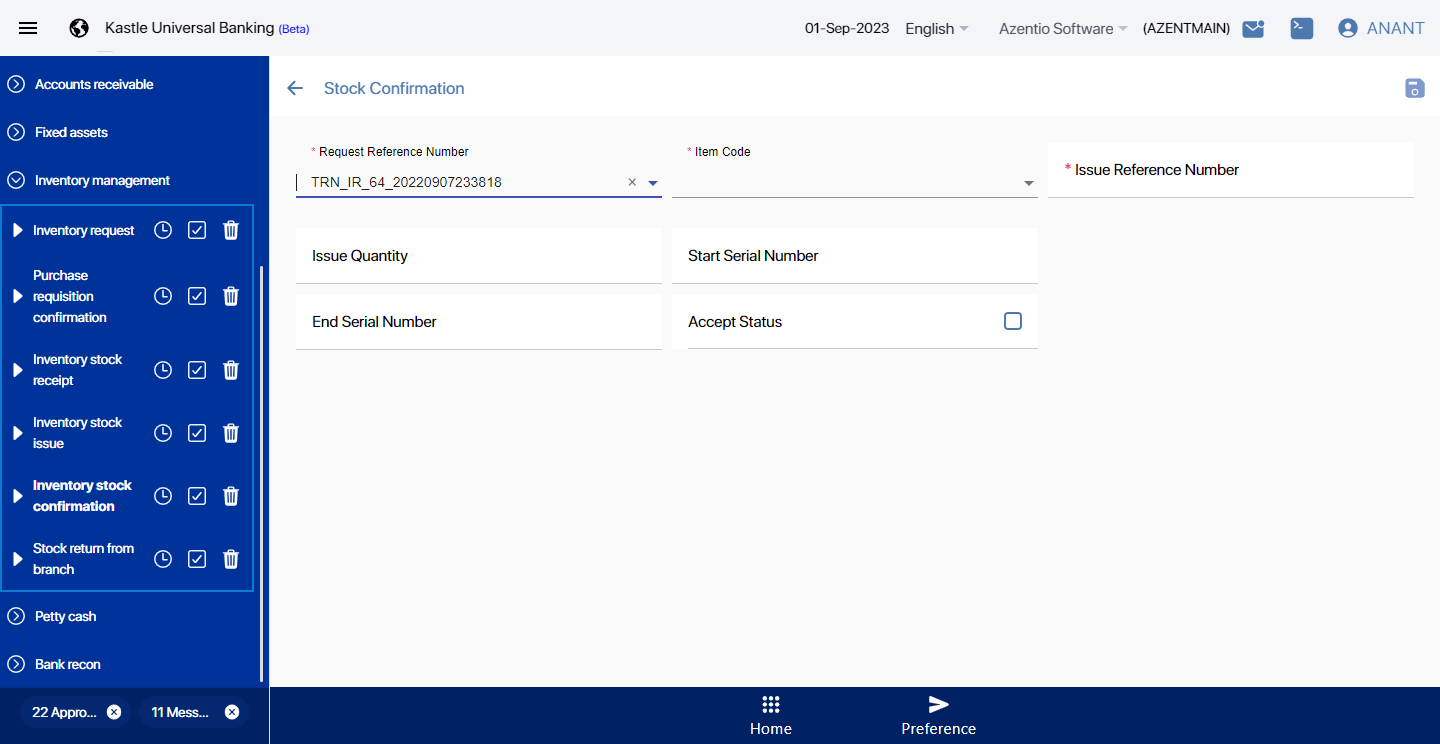 Kastle Universal Banking (Beta)
01-Sep-2023
English
Azentio Software
(AZENTMAIN)
ANANT
Accounts receivable
Fixed assets
Inventory management
Inventory request
Purchase
requisition
confirmation
Inventory stock
receipt
Inventory stock
issue
Inventory stock
confirmation
Stock return from
branch
Petty cash
Bank recon
22 Appro...
11 Mess...
Stock Confirmation
* Request Reference Number
TRN_IR_64_20220907233818
* Item Code
* Issue Reference Number
Issue Quantity
Start Serial Number
End Serial Number
Accept Status
Home
Preference